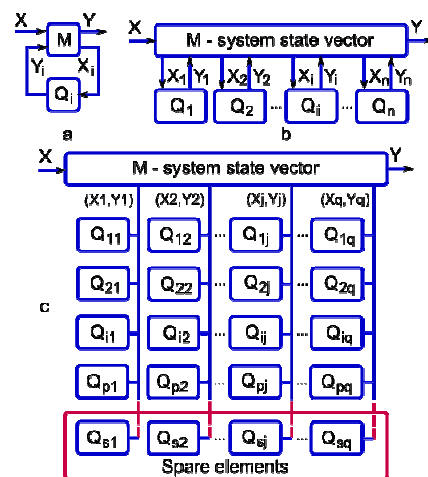 X Y X Y
M M - system state vector
Yi Xi X1 Y1 X2 Y2 Xi Yi Xn Yn
Qi Q1 Q2 ... Qi ... Qn
a b
X Y
M - system state vector
(X1,Y1) (X2,Y2) (Xj,Yj) (Xq,Yq)
Q11 Q12 ... Q1j ... Q1q
Q21 Q22 ... Q2j ... Q2q
c
Qi1 Qi2 ... Qij ... Qiq
Qp1 Qp2 ... Qpj ... Qpq
Qs1 Qs2 ... Qsj ... Qsq
Spare elements